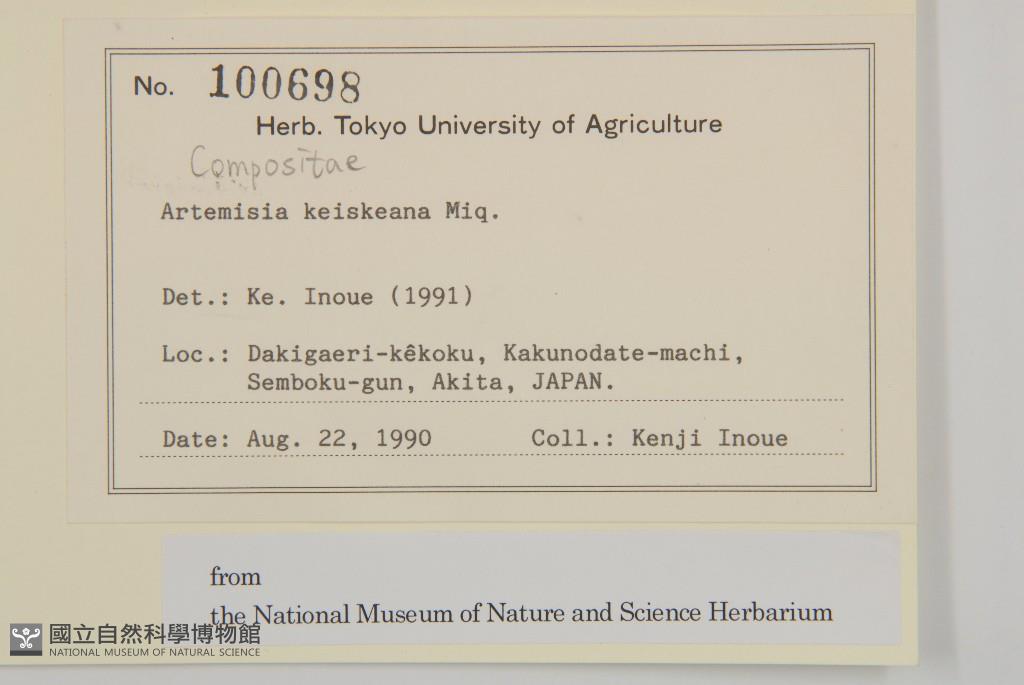 No. 100698
Herb. Tokyo University of Agriculture
Compositae
Artemisia keiskeana Miq.
Det.: Ke. Inoue (1991)
Loc.: Dakigaeri-kêkoku, Kakunodate-machi,
Semboku-gun, Akita, JAPAN.
Date: Aug. 22, 1990 Coll.: Kenji Inoue
from
the National Museum of Nature and Science Herbarium
國立自然科學博物館
NATIONAL MUSEUM OF NATURAL SCIENCE